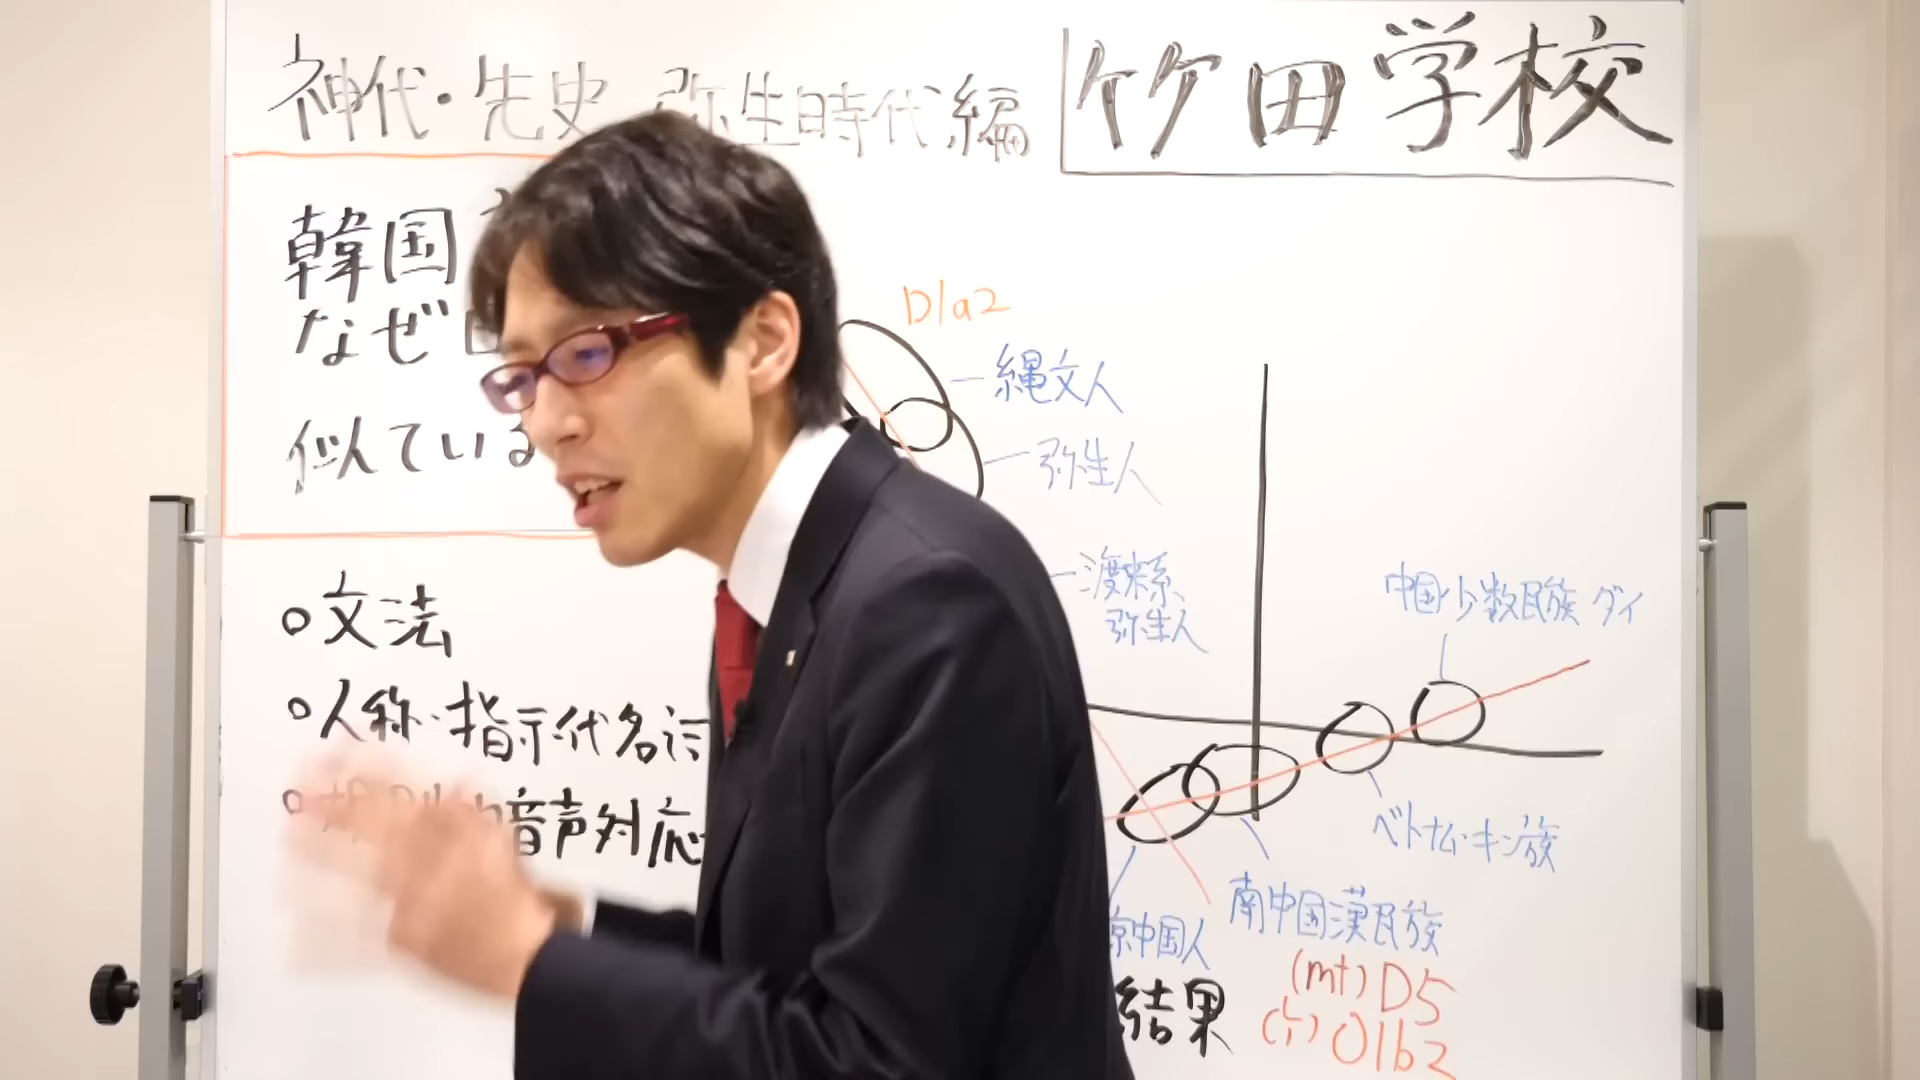 神代・先史 弥生時代編
竹田学校
韓国
なぜ
似ている
○文法
○人称・指示代名詞
音声対応
D1a2
縄文人
弥生人
渡来系
弥生人
中国少数民族 ダイ
ベトナム・キン族
南中国漢民族
京中国人
結果
(mt) D5
O1b2